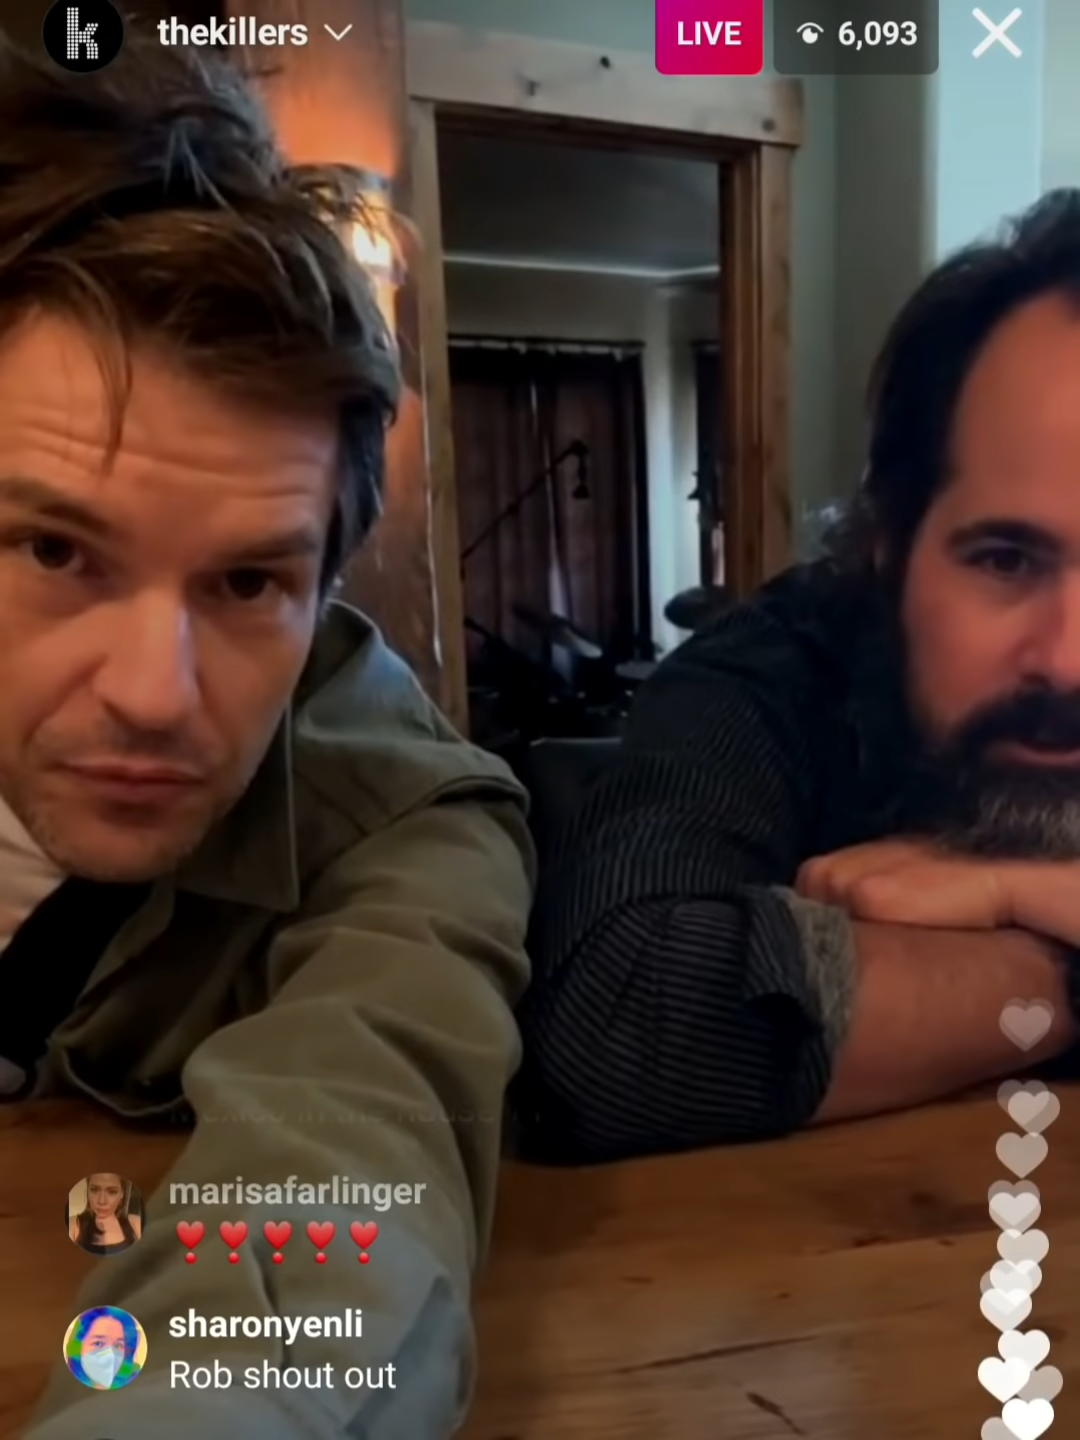 k
thekillers
LIVE
6,093
marisafarlinger
sharonyenli
Rob shout out